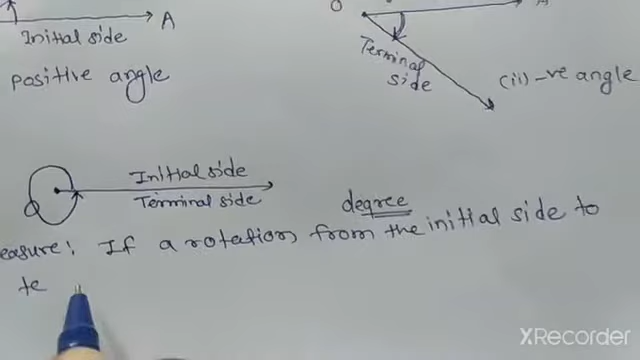 A
Initial side
positive angle
O
A
Terminal
side
(ii) -ve angle
Initial side
Terminal side
degree
easure: If a rotation from the initial side to
te
XRecorder